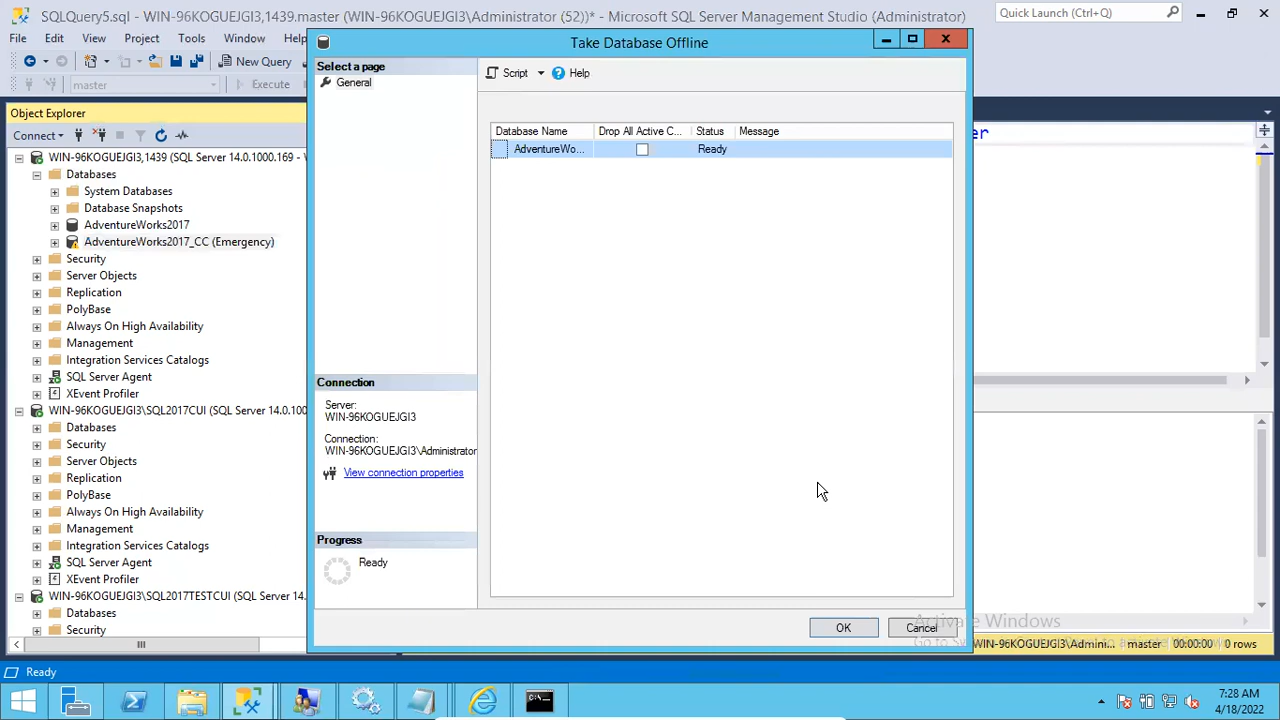 SQLQuery5.sql - WIN-96KOGUEJGI3,1439.master (WIN-96KOGUEJGI3\Administrator (52))* - Microsoft SQL Server Management Studio (Administrator)
Quick Launch (Ctrl+Q)
File Edit View Project Tools Window Help
New Query
master
Execute
Object Explorer
Connect
WIN-96KOGUEJGI3,1439 (SQL Server 14.0.1000.169 - W
Databases
System Databases
Database Snapshots
AdventureWorks2017
AdventureWorks2017_CC (Emergency)
Security
Server Objects
Replication
PolyBase
Always On High Availability
Management
Integration Services Catalogs
SQL Server Agent
XEvent Profiler
WIN-96KOGUEJGI3\SQL2017CUI (SQL Server 14.0.100
Databases
Security
Server Objects
Replication
PolyBase
Always On High Availability
Management
Integration Services Catalogs
SQL Server Agent
XEvent Profiler
WIN-96KOGUEJGI3\SQL2017TESTCUI (SQL Server 14.
Databases
Security
Take Database Offline
Select a page
General
Script Help
Database Name Drop All Active C... Status Message
AdventureWo... Ready
Connection
Server:
WIN-96KOGUEJGI3
Connection:
WIN-96KOGUEJGI3\Administrator
View connection properties
Progress
Ready
OK Cancel
er
Activate Windows
WIN-96KOGUEJGI3\Admini... master 00:00:00 0 rows
Ready
7:28 AM
4/18/2022